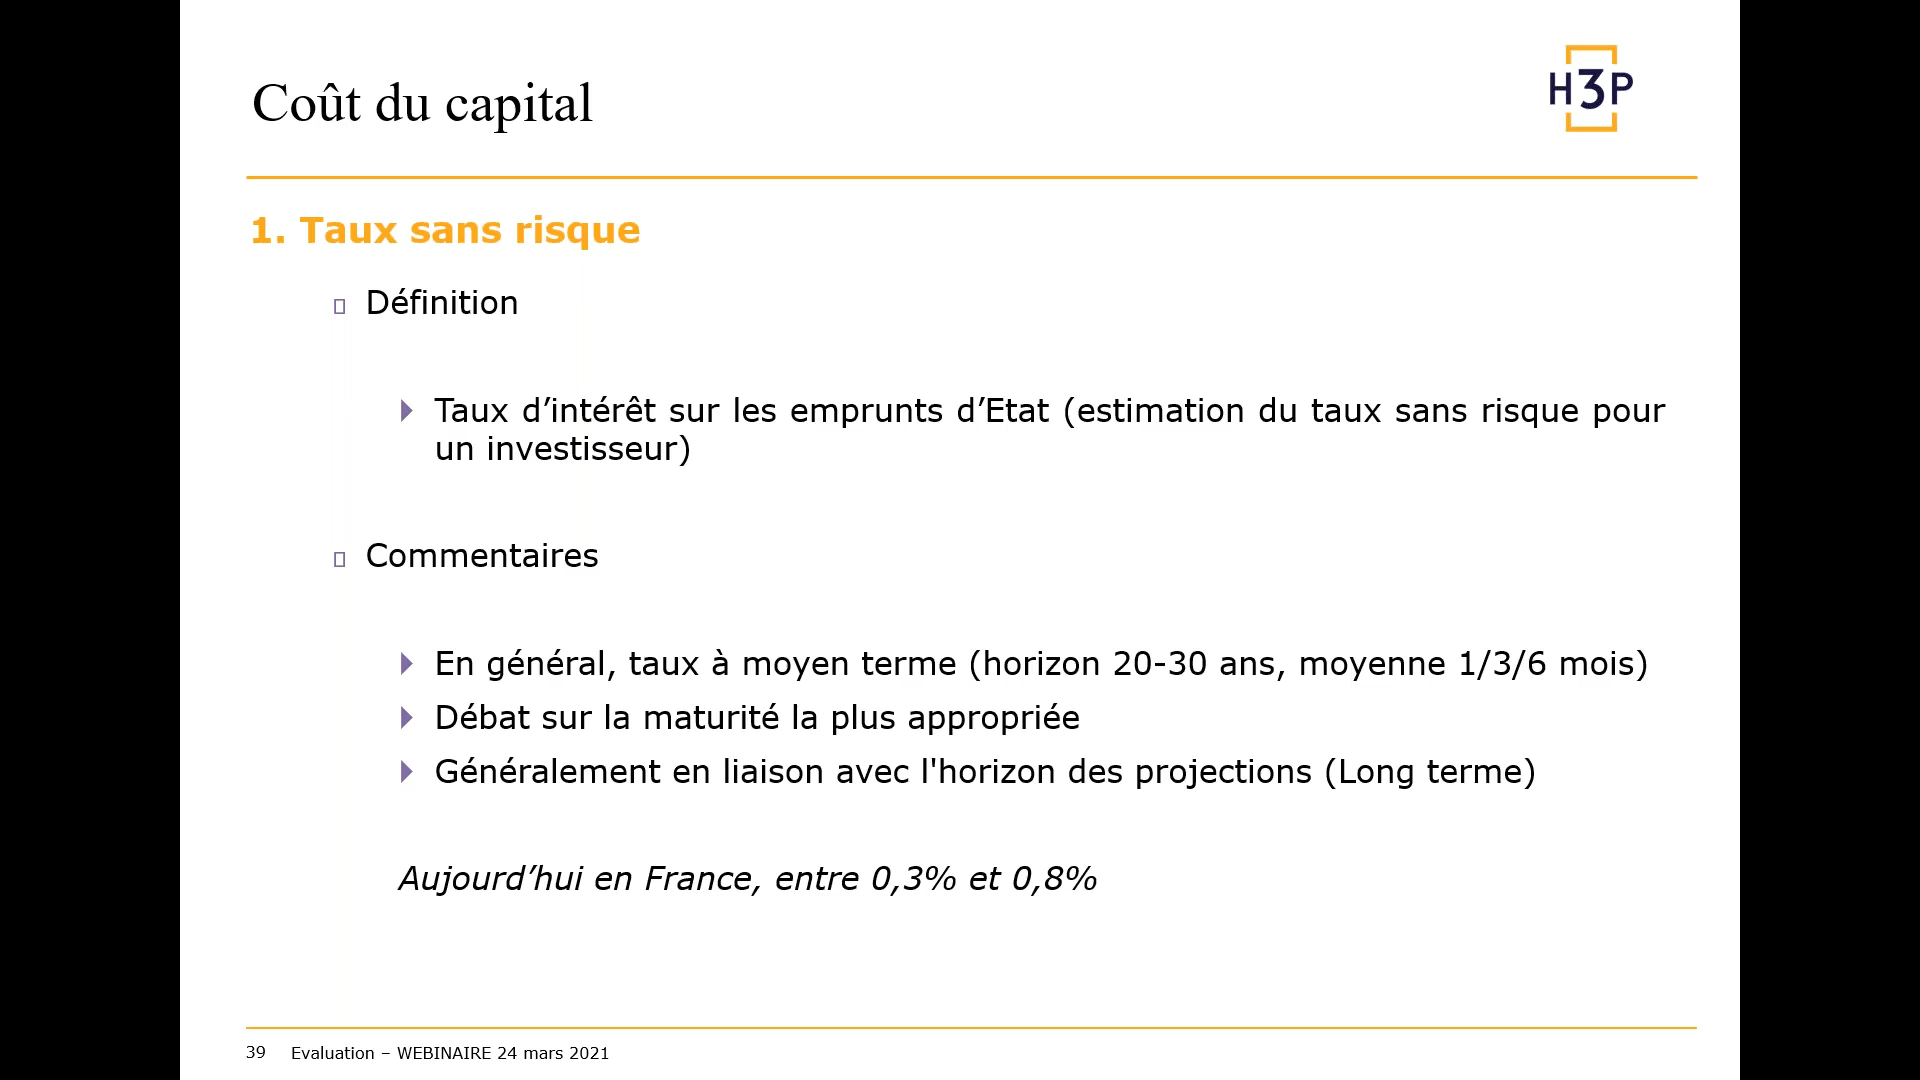 Coût du capital
H3P
1. Taux sans risque
Définition
Taux d’intérêt sur les emprunts d’Etat (estimation du taux sans risque pour
un investisseur)
Commentaires
En général, taux à moyen terme (horizon 20-30 ans, moyenne 1/3/6 mois)
Débat sur la maturité la plus appropriée
Généralement en liaison avec l'horizon des projections (Long terme)
Aujourd’hui en France, entre 0,3% et 0,8%
39 Evaluation – WEBINAIRE 24 mars 2021